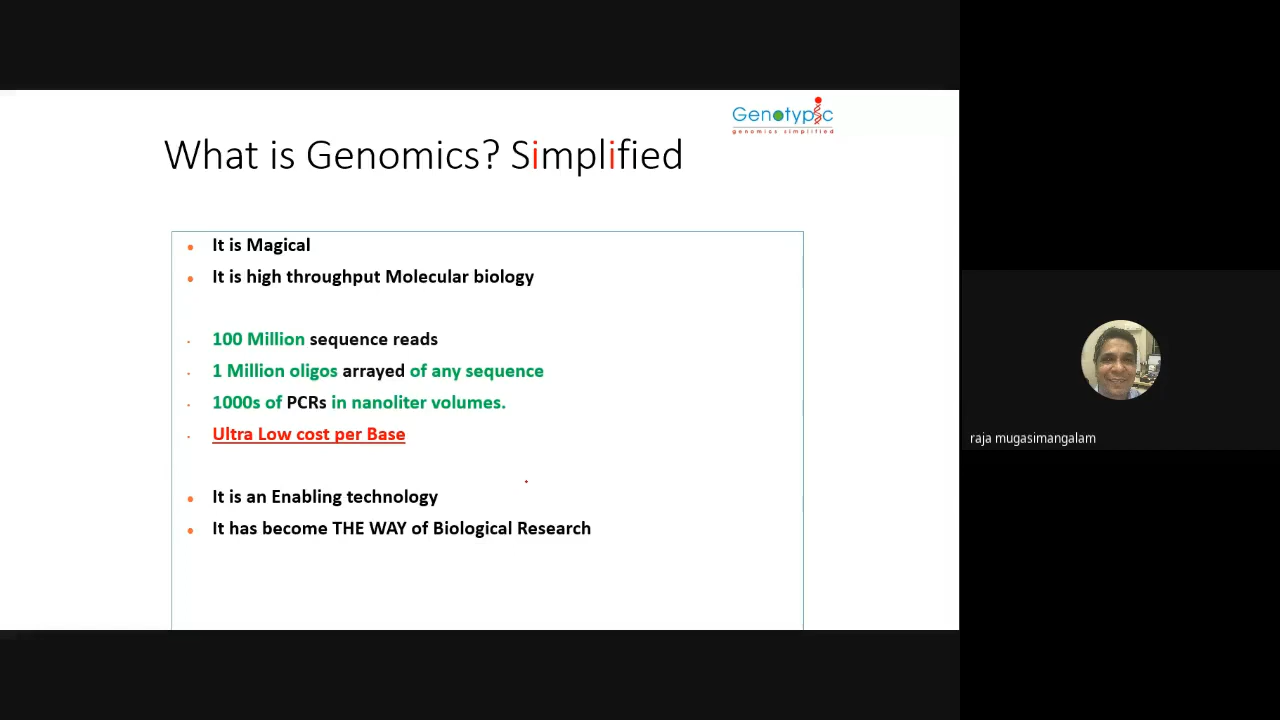 Genotypic
genomics simplified
What is Genomics? Simplified
It is Magical
It is high throughput Molecular biology
100 Million sequence reads
1 Million oligos arrayed of any sequence
1000s of PCRs in nanoliter volumes.
Ultra Low cost per Base
It is an Enabling technology
It has become THE WAY of Biological Research
raja mugasimangalam